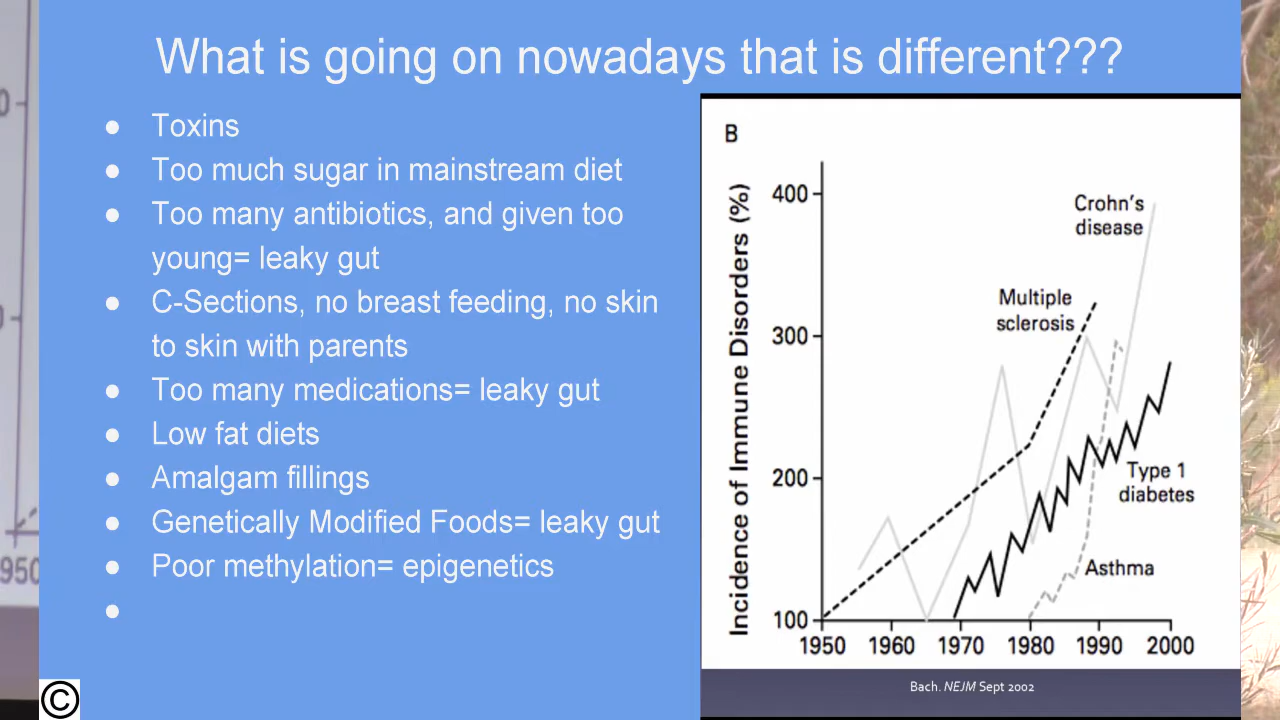 What is going on nowadays that is different???
● Toxins
● Too much sugar in mainstream diet
● Too many antibiotics, and given too
young= leaky gut
● C-Sections, no breast feeding, no skin
to skin with parents
● Too many medications= leaky gut
● Low fat diets
● Amalgam fillings
● Genetically Modified Foods= leaky gut
● Poor methylation= epigenetics
●
B
Incidence of Immune Disorders (%)
400
300
200
100
Crohn's
disease
Multiple
sclerosis
Type 1
diabetes
Asthma
1950 1960 1970 1980 1990 2000
Bach. NEJM Sept 2002
©
950